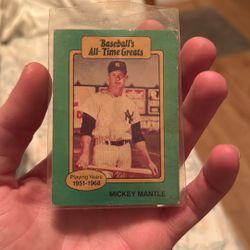 Baseball's
All-Time Greats
Playing Years
1951-1968
MICKEY MANTLE